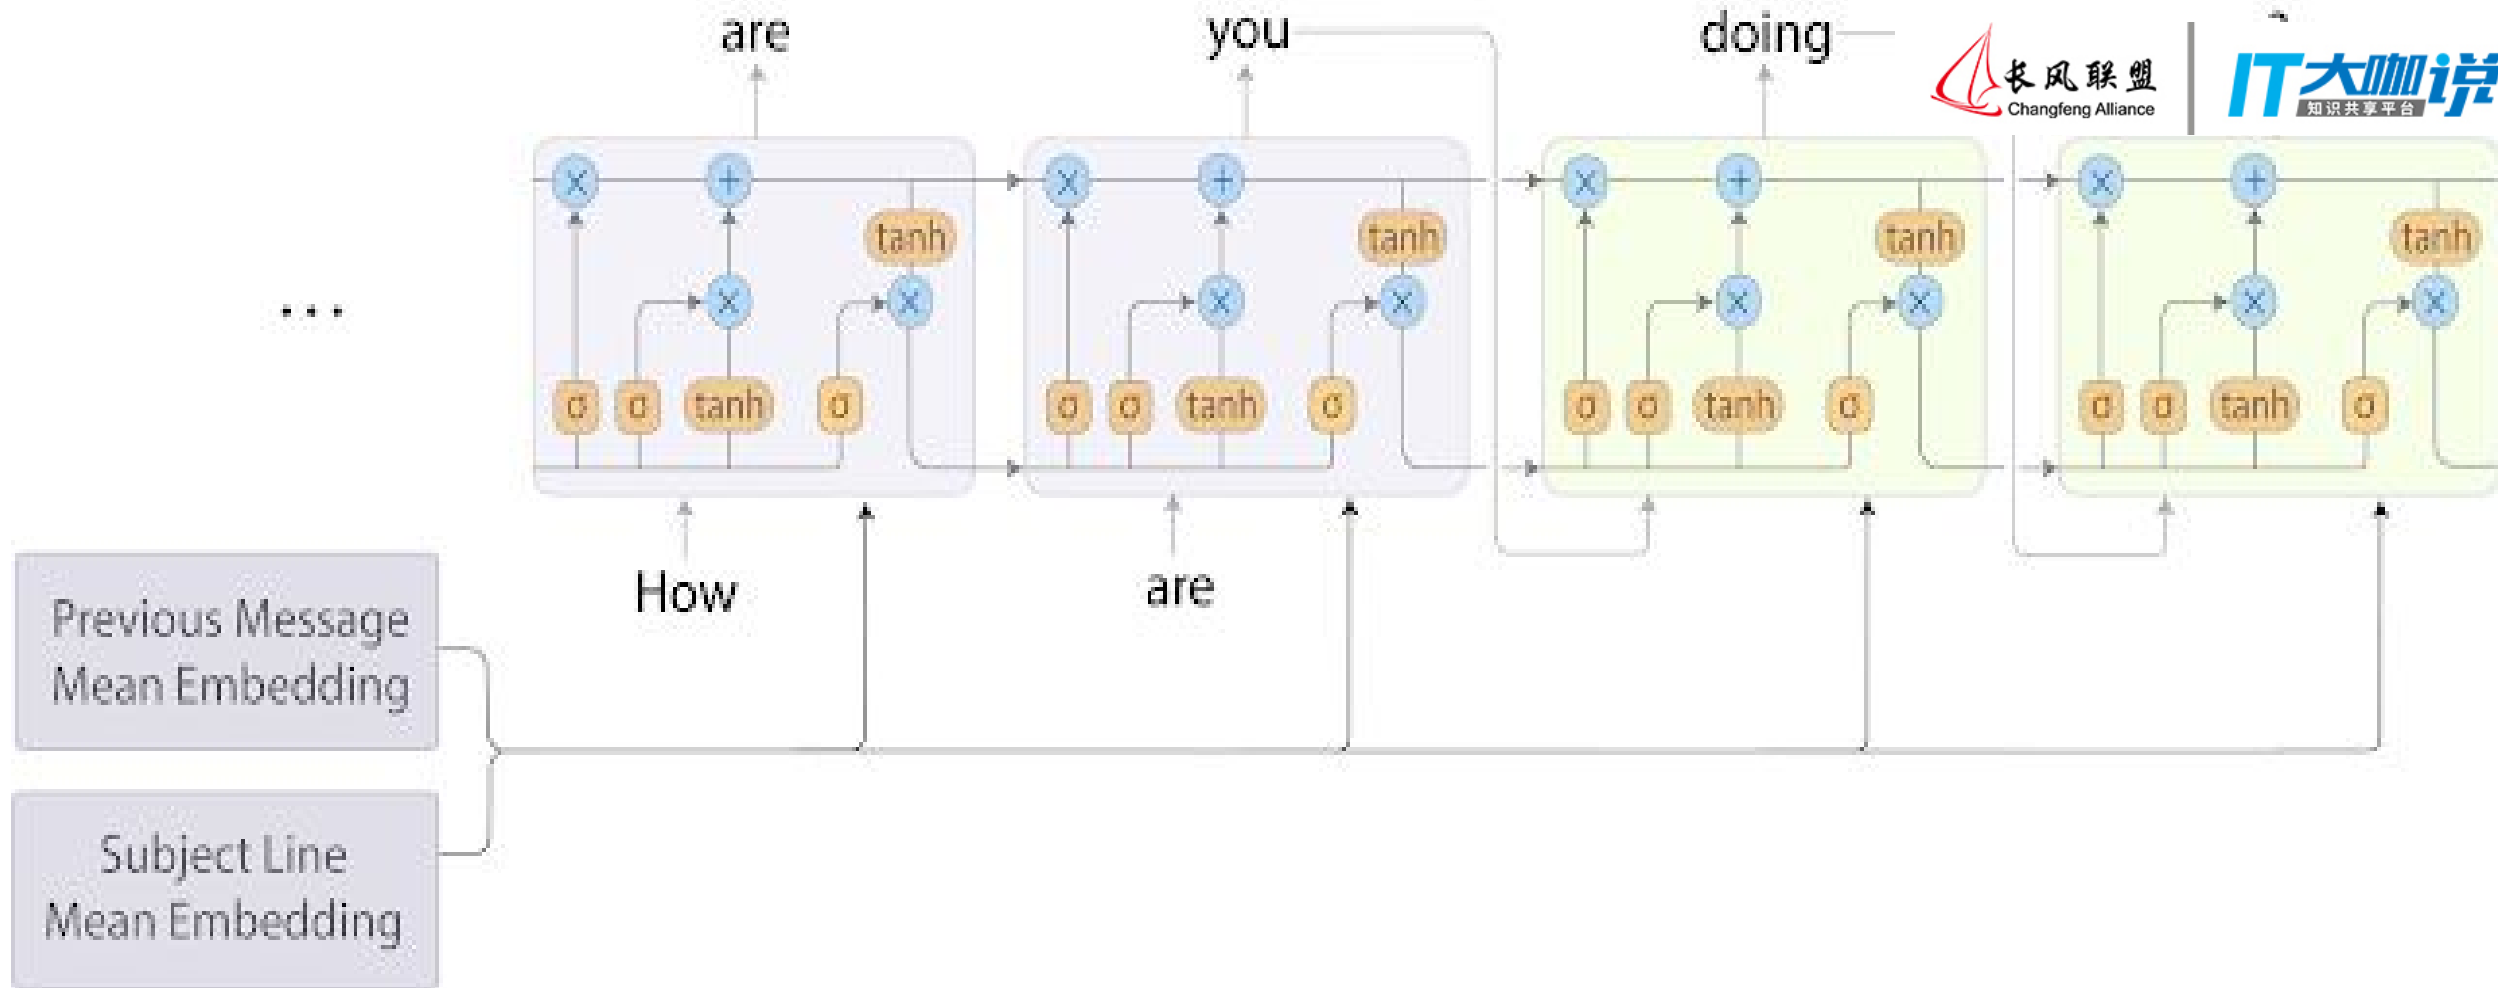 are
you
doing
长风联盟
Changfeng Alliance
IT大咖说
知识共享平台
x
+
x
+
x
+
x
+
tanh
tanh
tanh
tanh
x
x
x
x
x
x
x
x
...
σ
σ
tanh
σ
σ
σ
tanh
σ
σ
σ
tanh
σ
σ
σ
tanh
σ
How
are
Previous Message
Mean Embedding
Subject Line
Mean Embedding